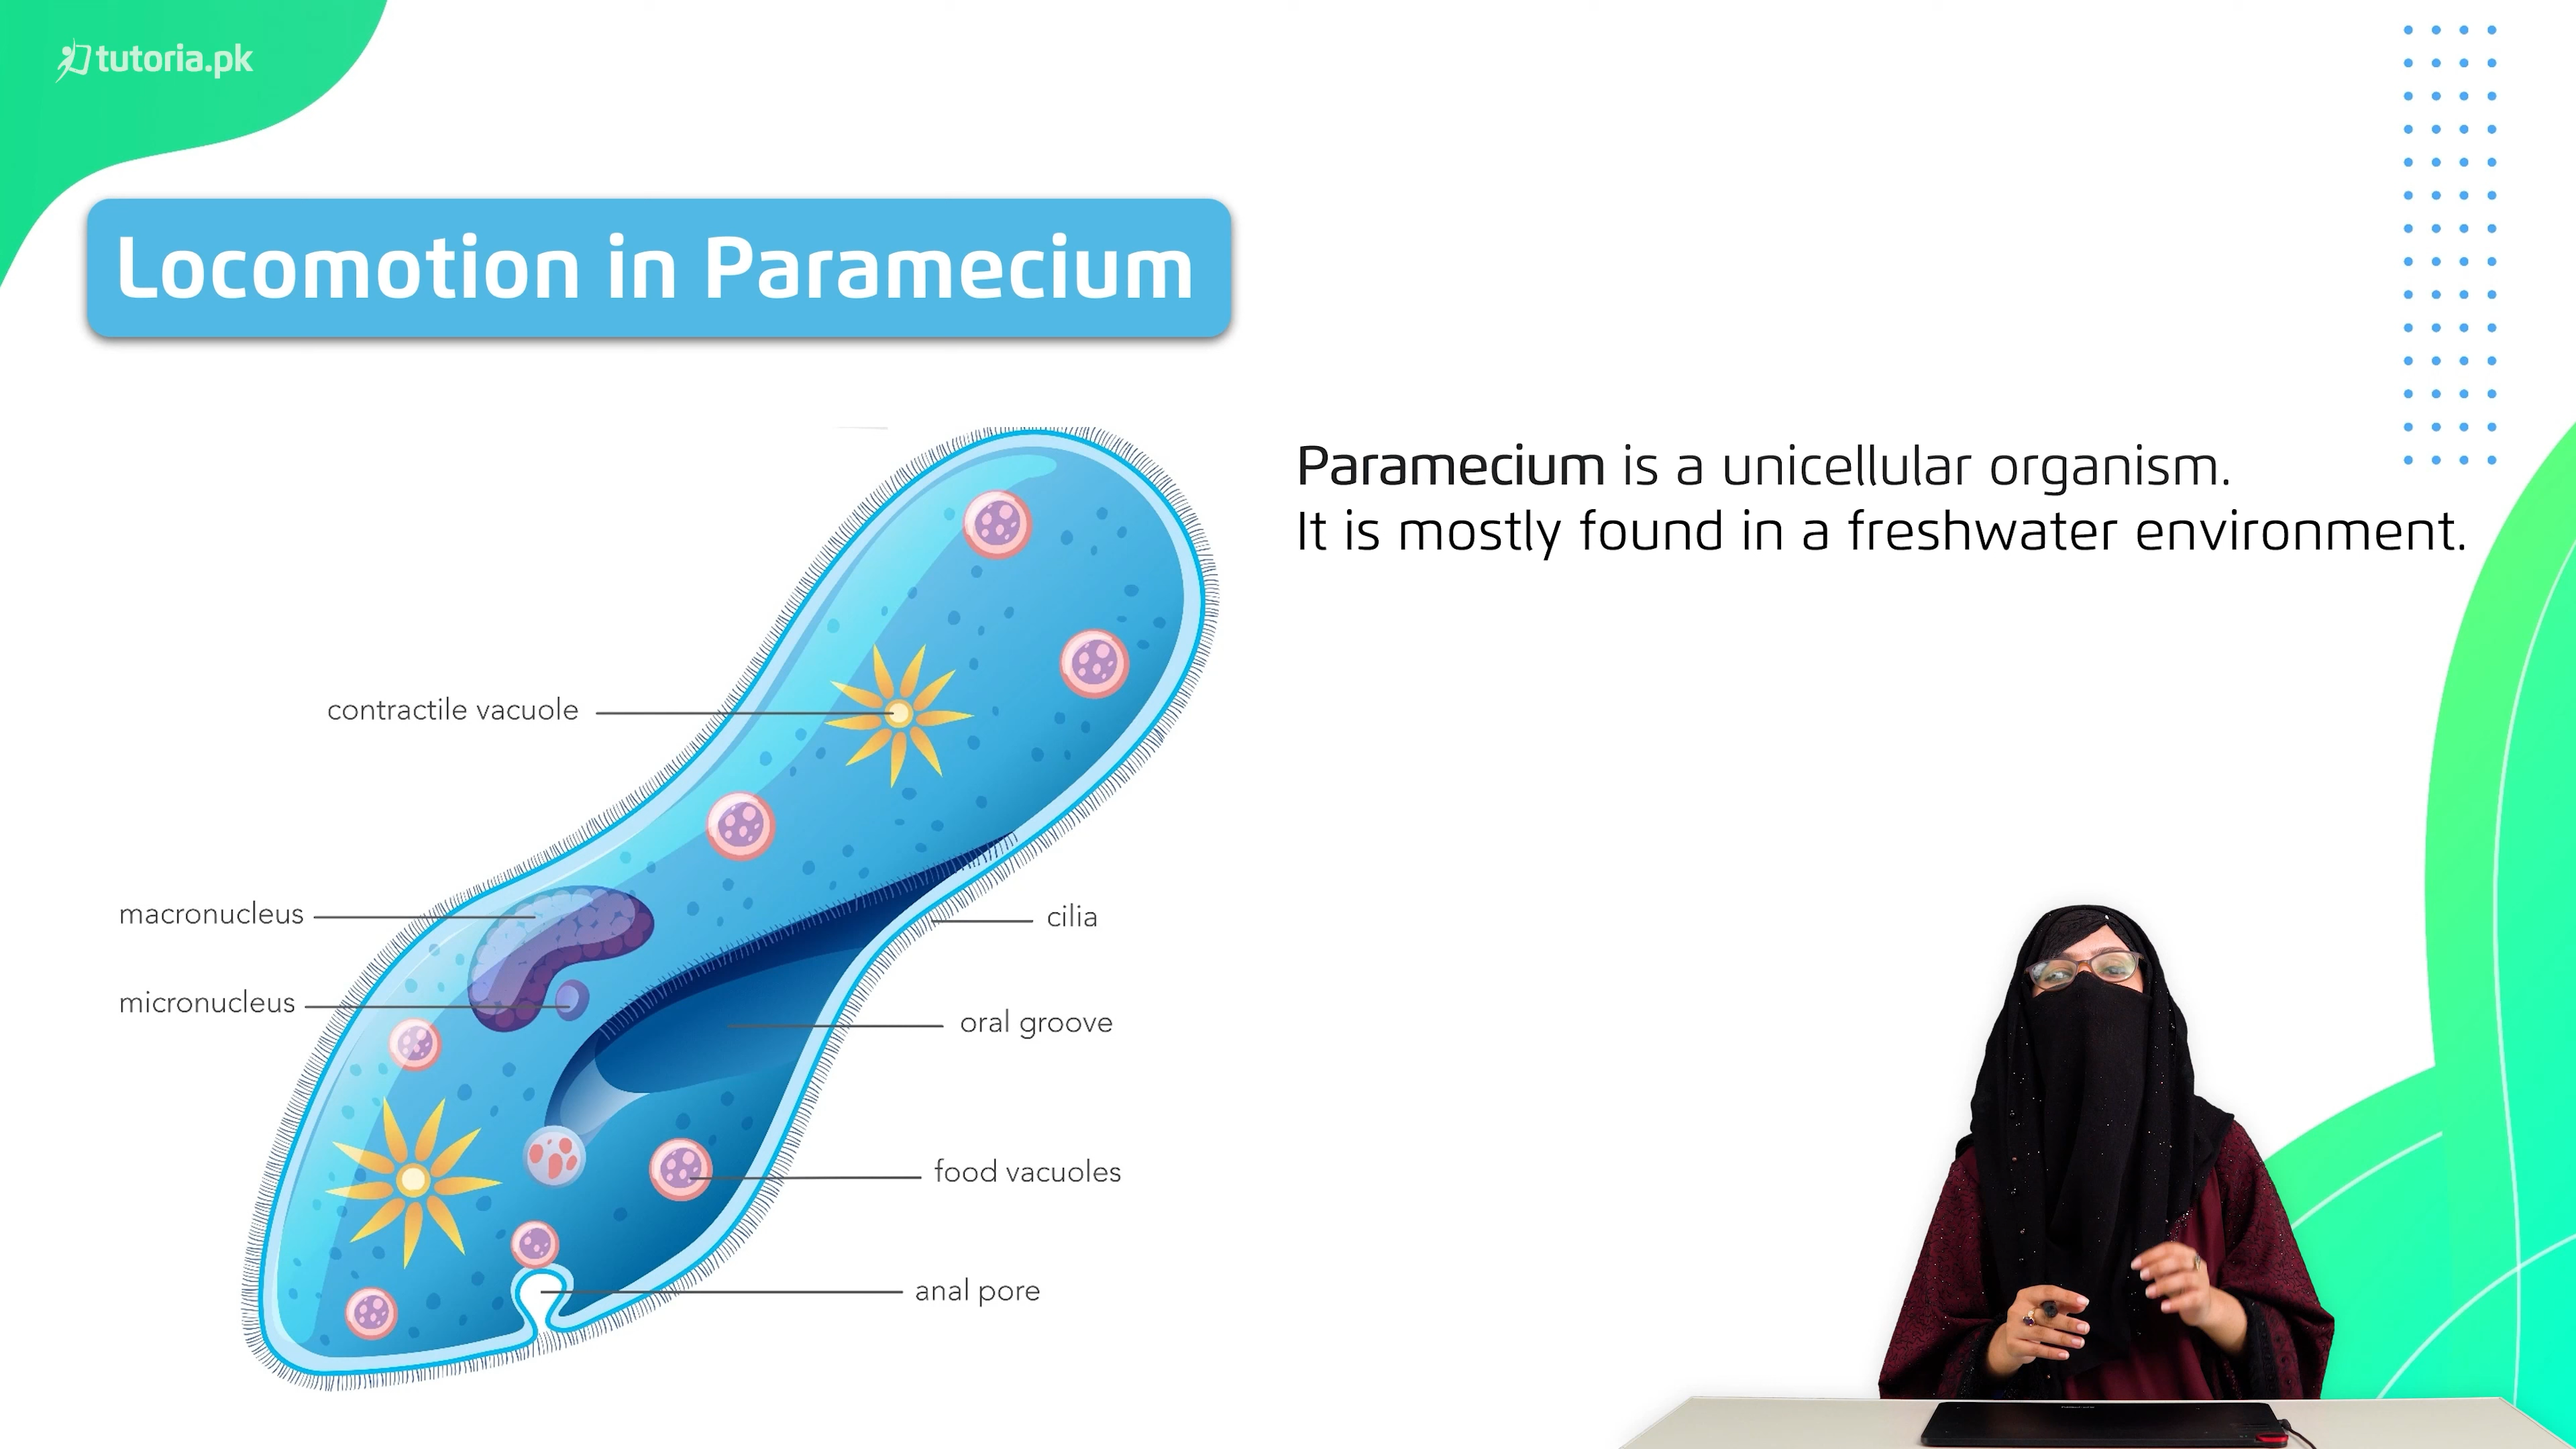 tutoria.pk
Locomotion in Paramecium
Paramecium is a unicellular organism.
It is mostly found in a freshwater environment.
contractile vacuole
macronucleus
micronucleus
cilia
oral groove
food vacuoles
anal pore